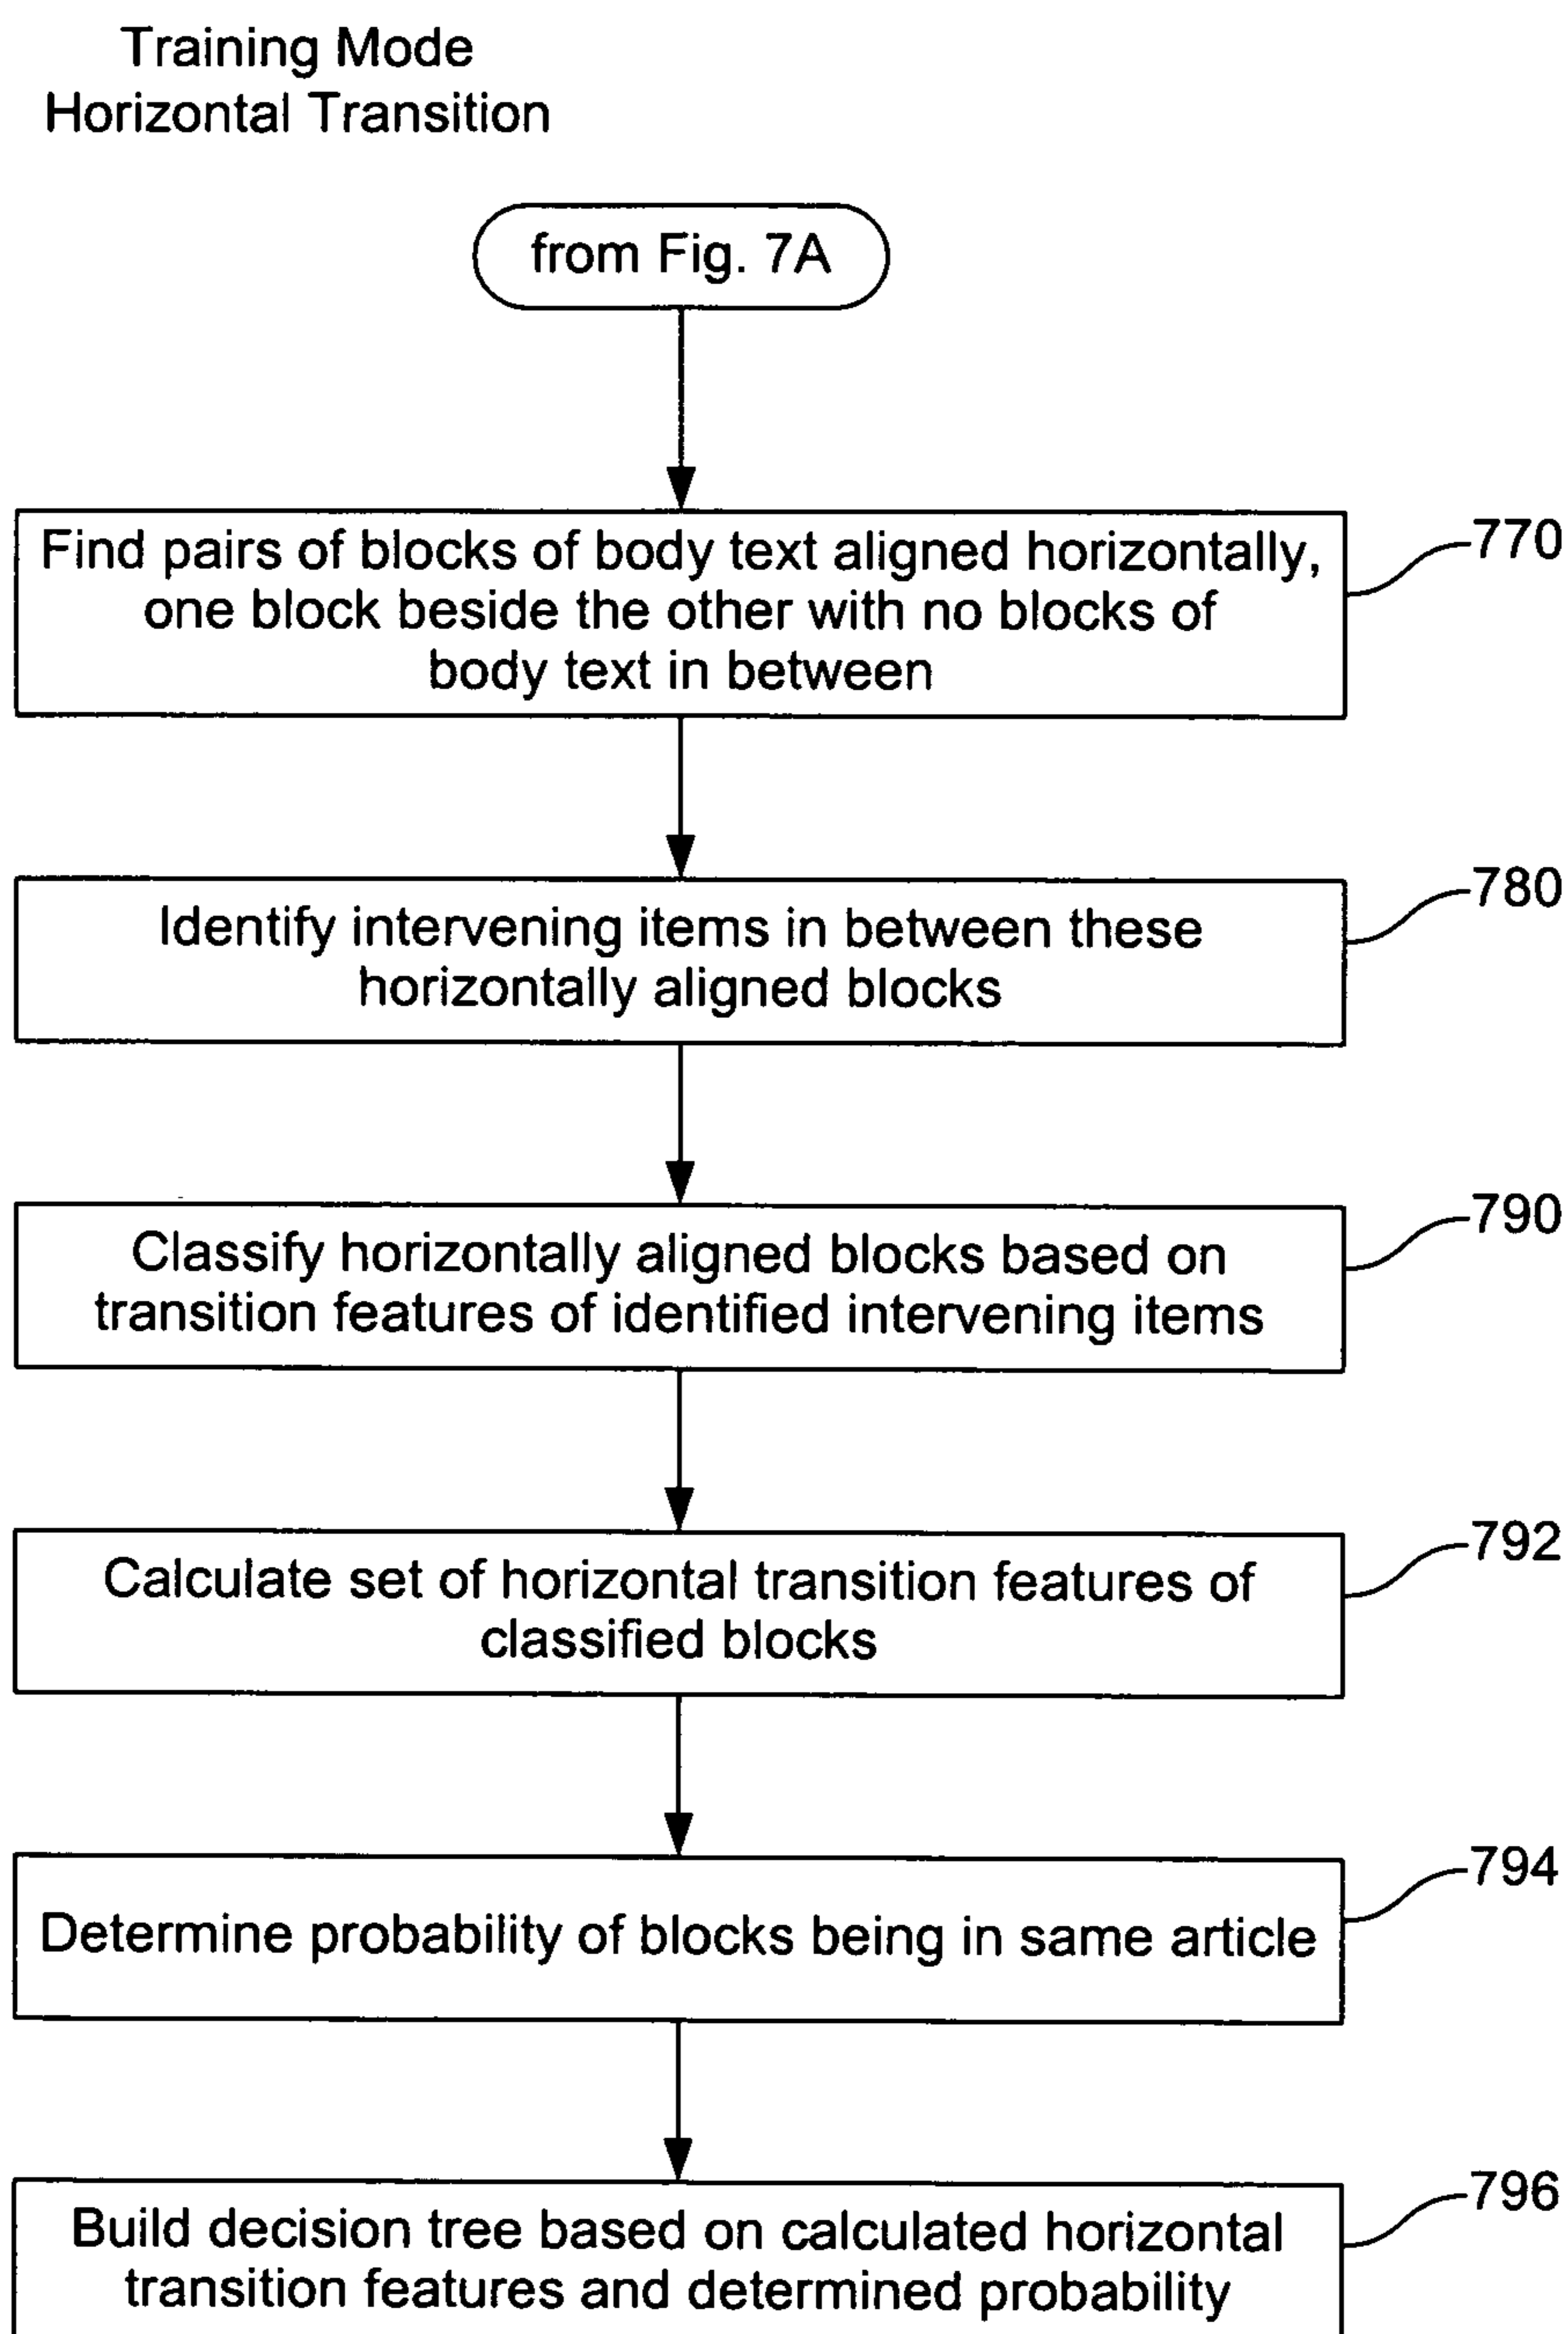 Training Mode
Horizontal Transition
from Fig. 7A
Find pairs of blocks of body text aligned horizontally,
one block beside the other with no blocks of
body text in between
770
Identify intervening items in between these
horizontally aligned blocks
780
Classify horizontally aligned blocks based on
transition features of identified intervening items
790
Calculate set of horizontal transition features of
classified blocks
792
Determine probability of blocks being in same article
794
Build decision tree based on calculated horizontal
transition features and determined probability
796